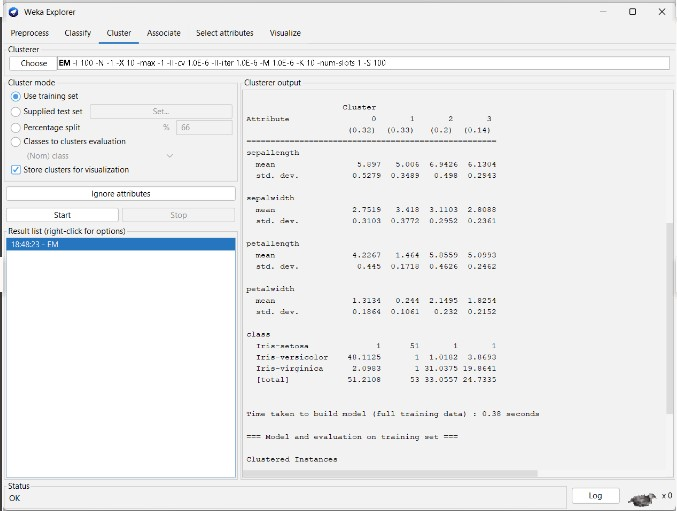 Weka Explorer
Preprocess Classify Cluster Associate Select attributes Visualize
Clusterer
Choose EM -I 100 -N -1 -X 10 -max -1 -ll-cv 1.0E-6 -ll-iter 1.0E-6 -M 1.0E-6 -K 10 -num-slots 1 -S 100
Cluster mode
Use training set
Supplied test set Set...
Percentage split % 66
Classes to clusters evaluation
(Nom) class
Store clusters for visualization
Ignore attributes
Start Stop
Result list (right-click for options)
18:48:23 - EM
Clusterer output
Cluster
Attribute 0 1 2 3
(0.32) (0.33) (0.2) (0.14)
sepallength
mean 5.897 5.006 6.9426 6.1304
std. dev. 0.5279 0.3489 0.498 0.2943
sepalwidth
mean 2.7519 3.418 3.1103 2.8088
std. dev. 0.3103 0.3772 0.2952 0.2361
petallength
mean 4.2267 1.464 5.8559 5.0993
std. dev. 0.445 0.1718 0.4626 0.2462
petalwidth
mean 1.3134 0.244 2.1495 1.8254
std. dev. 0.1864 0.1061 0.232 0.2152
class
Iris-setosa 1 51 1 1
Iris-versicolor 48.1125 1 1.0182 3.8693
Iris-virginica 2.0983 1 31.0375 19.8641
[total] 51.2108 53 33.0557 24.7335
Time taken to build model (full training data) : 0.38 seconds
=== Model and evaluation on training set ===
Clustered Instances
Status
OK
Log x 0